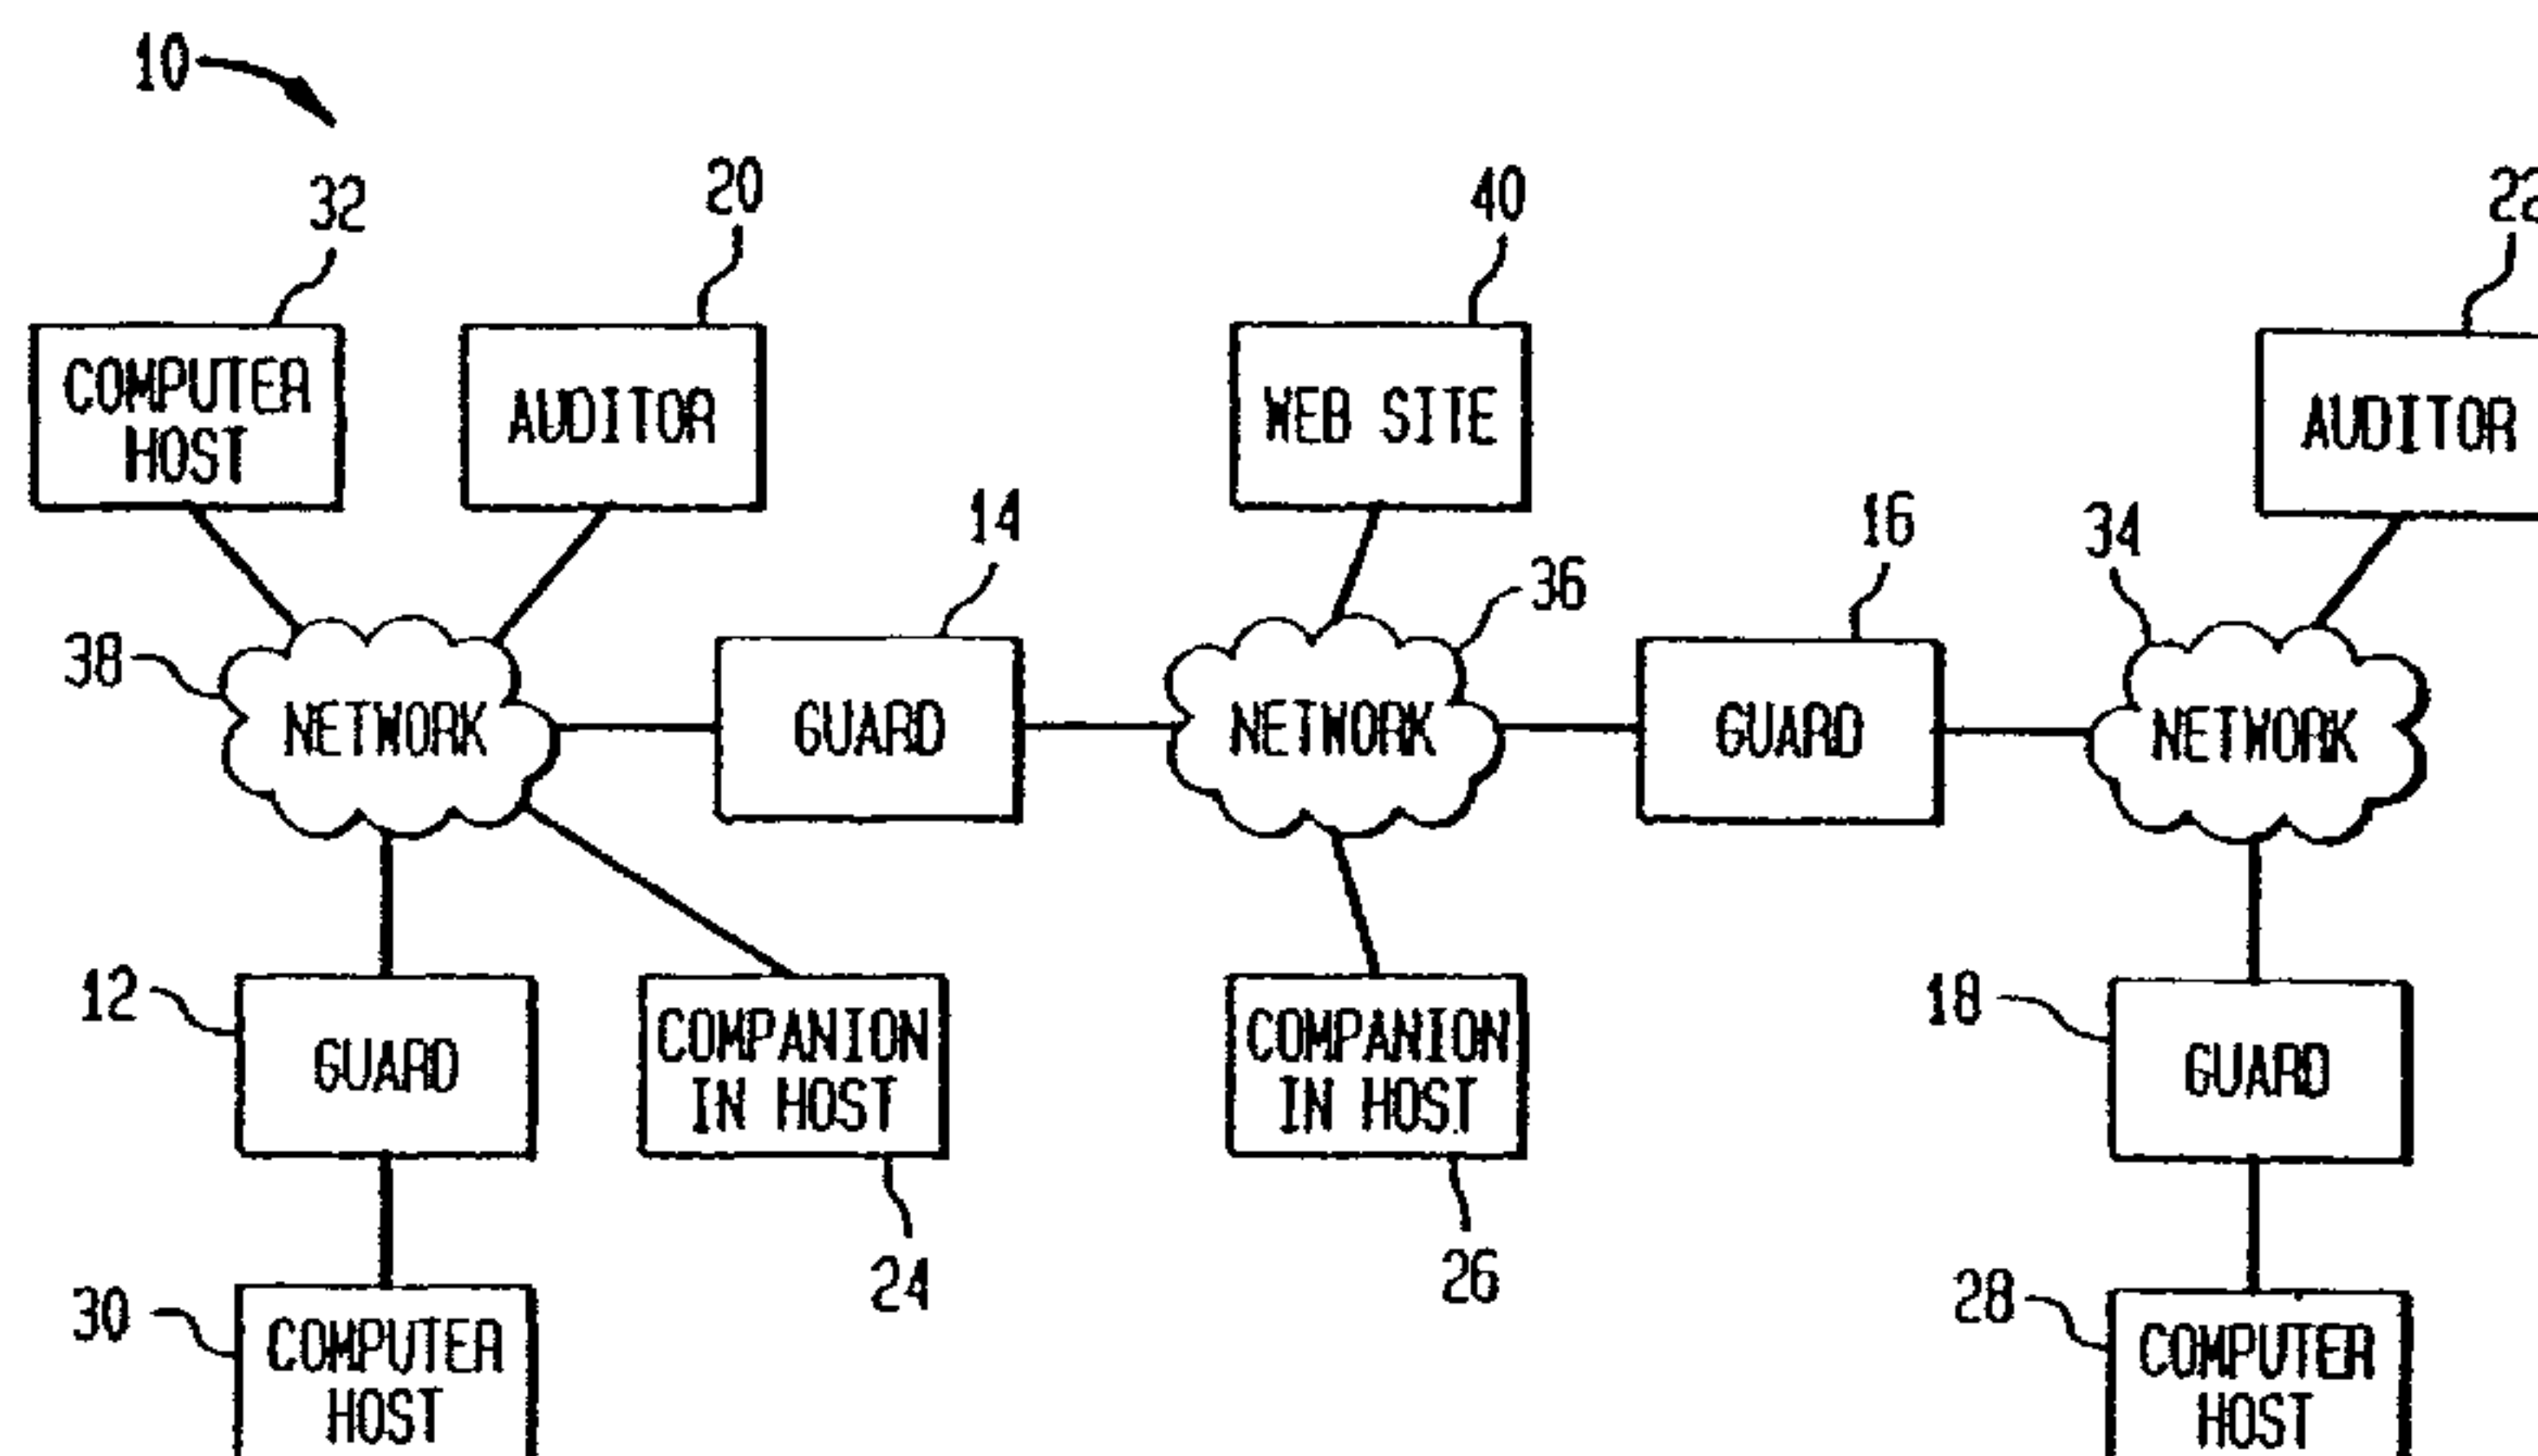 10
32
20
40
22
COMPUTER
HOST
AUDITOR
WEB SITE
AUDITOR
14
16
34
36
38
NETWORK
GUARD
NETWORK
GUARD
NETWORK
12
GUARD
COMPANION
IN HOST
COMPANION
IN HOST
18
GUARD
24
26
30
COMPUTER
HOST
28
COMPUTER
HOST